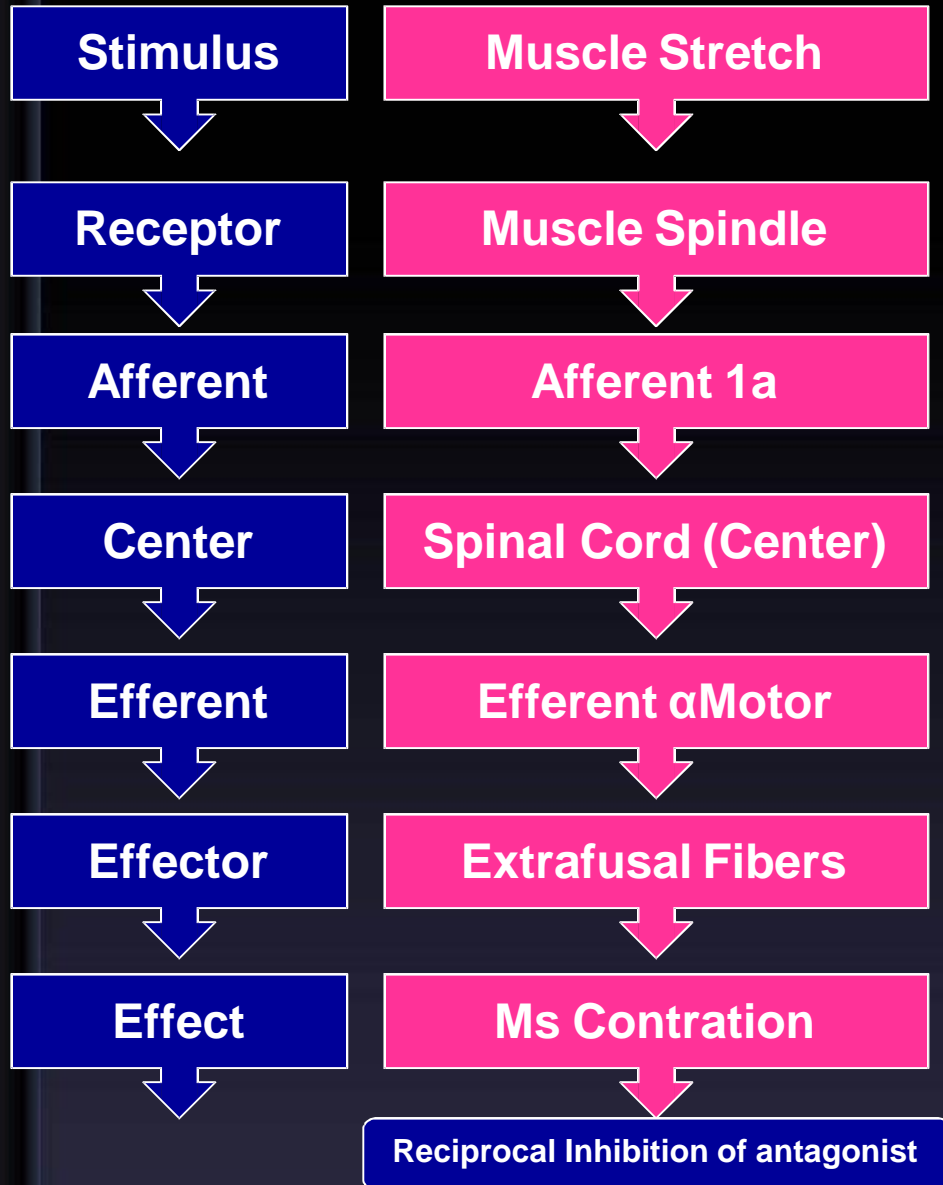 Stimulus
Muscle Stretch
Receptor
Muscle Spindle
Afferent
Afferent 1a
Center
Spinal Cord (Center)
Efferent
Efferent αMotor
Effector
Extrafusal Fibers
Effect
Ms Contration
Reciprocal Inhibition of antagonist